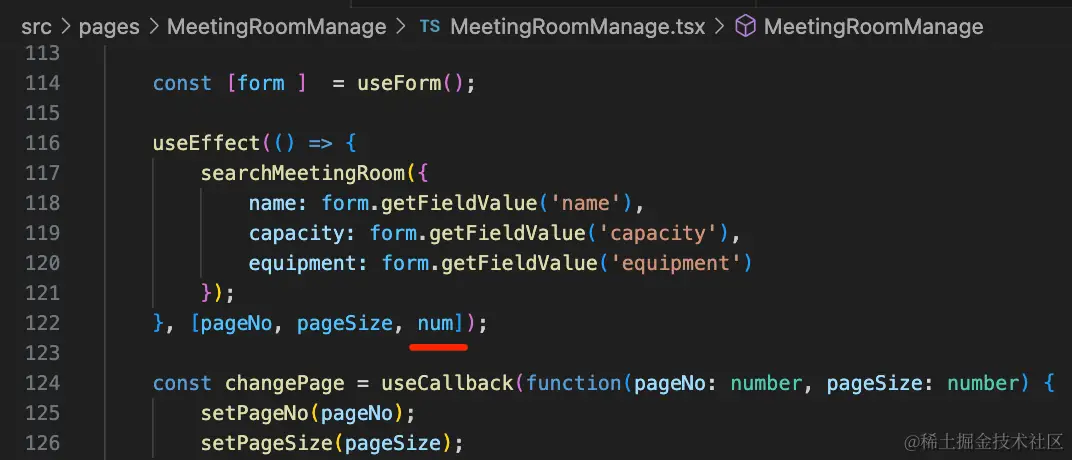 src > pages > MeetingRoomManage > TS MeetingRoomManage.tsx > MeetingRoomManage
113
114 const [form ]  = useForm();
115
116 useEffect(() => {
117     searchMeetingRoom({
118         name: form.getFieldValue('name'),
119         capacity: form.getFieldValue('capacity'),
120         equipment: form.getFieldValue('equipment')
121     });
122 }, [pageNo, pageSize, num]);
123
124 const changePage = useCallback(function(pageNo: number, pageSize: number) {
125     setPageNo(pageNo);
126     setPageSize(pageSize);
@稀土掘金技术社区